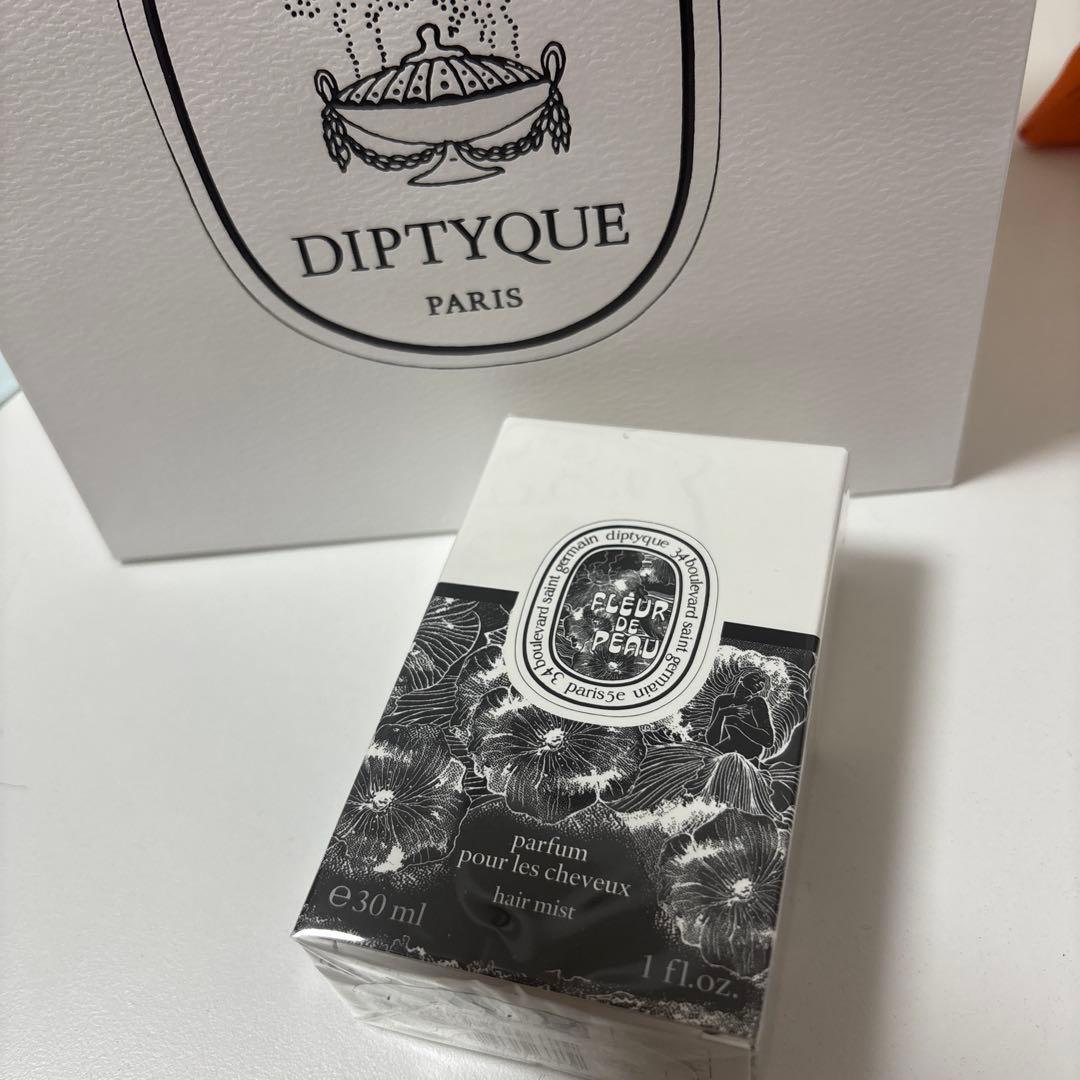 DIPTYQUE
PARIS
34 boulevard saint germain diptyque 34 boulevard saint germain paris 5e
FLEUR
DE
PEAU
parfum
pour les cheveux
hair mist
℮ 30 ml
1 fl.oz.